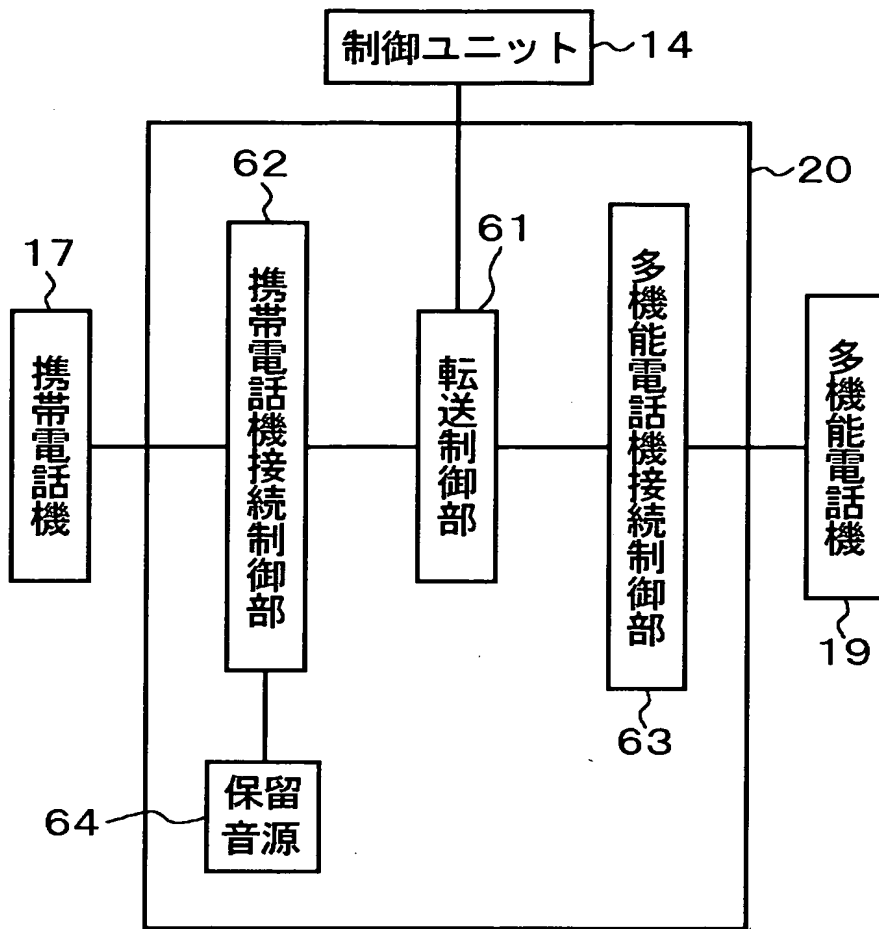 制御ユニット
14
20
62
61
17
携帯電話機
携帯電話機接続制御部
転送制御部
多機能電話機接続制御部
多機能電話機
19
63
64
保留
音源